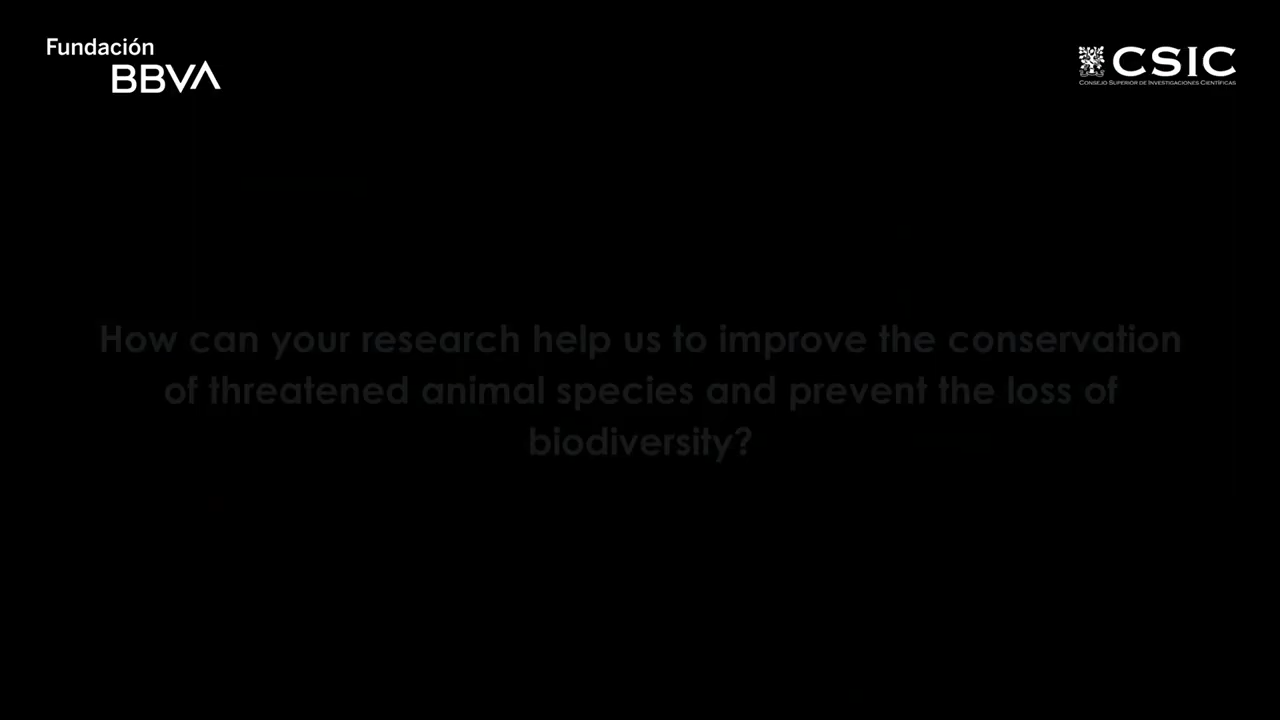 Fundación
BBVA
CSIC
CONSEJO SUPERIOR DE INVESTIGACIONES CIENTÍFICAS
How can your research help us to improve the conservation
of threatened animal species and prevent the loss of
biodiversity?